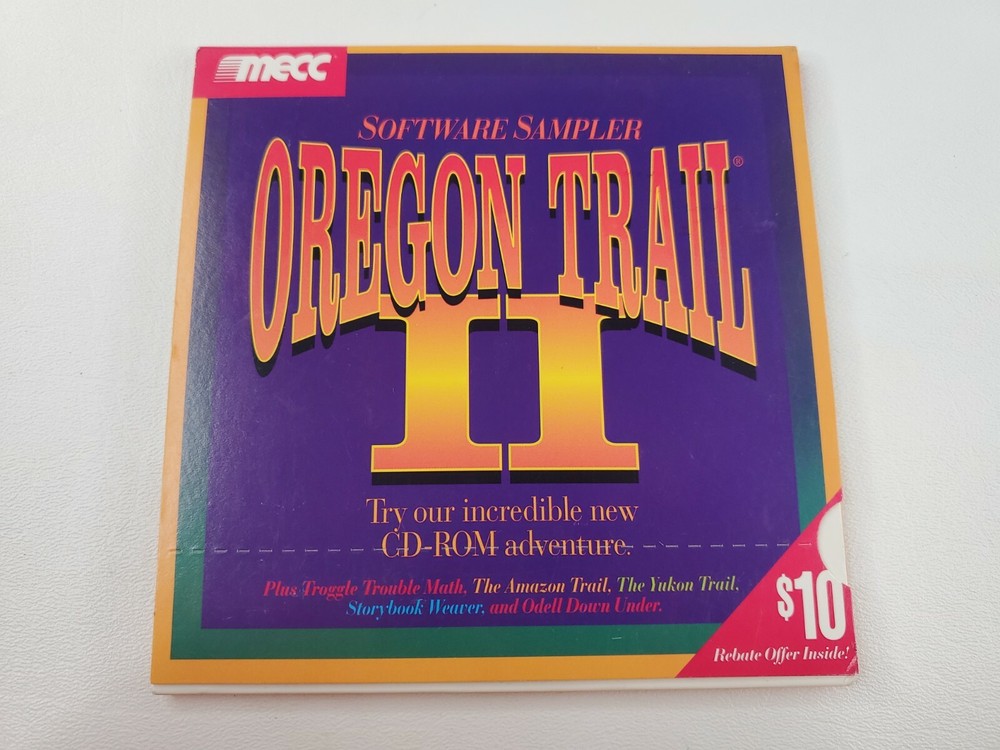 mecc
SOFTWARE SAMPLER
OREGON TRAIL®
II
Try our incredible new
CD-ROM adventure.
Plus Troggle Trouble Math, The Amazon Trail, The Yukon Trail,
Storybook Weaver, and Odell Down Under.
$10
Rebate Offer Inside!